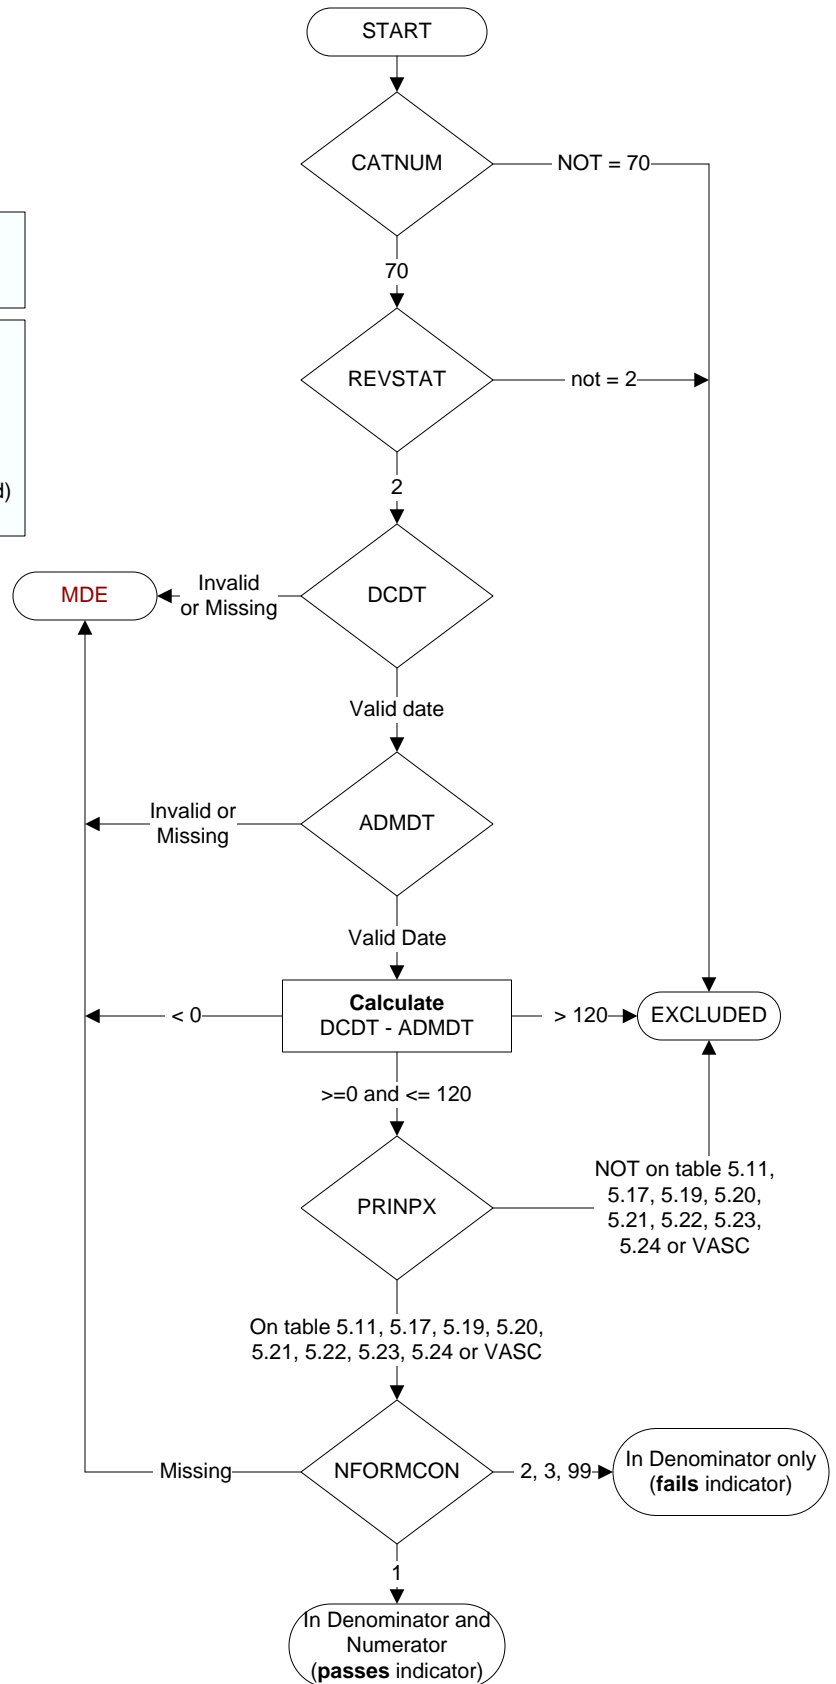 START
CATNUM
NOT = 70
70
REVSTAT
not = 2
2
d)
MDE
Invalid
or Missing
DCDT
Valid date
Invalid or
Missing
ADMDT
Valid Date
< 0
Calculate
DCDT - ADMDT
> 120
EXCLUDED
>=0 and <= 120
PRINPX
NOT on table 5.11,
5.17, 5.19, 5.20,
5.21, 5.22, 5.23,
5.24 or VASC
On table 5.11, 5.17, 5.19, 5.20,
5.21, 5.22, 5.23, 5.24 or VASC
Missing
NFORMCON
2, 3, 99
In Denominator only
(fails indicator)
1
In Denominator and
Numerator
(passes indicator)